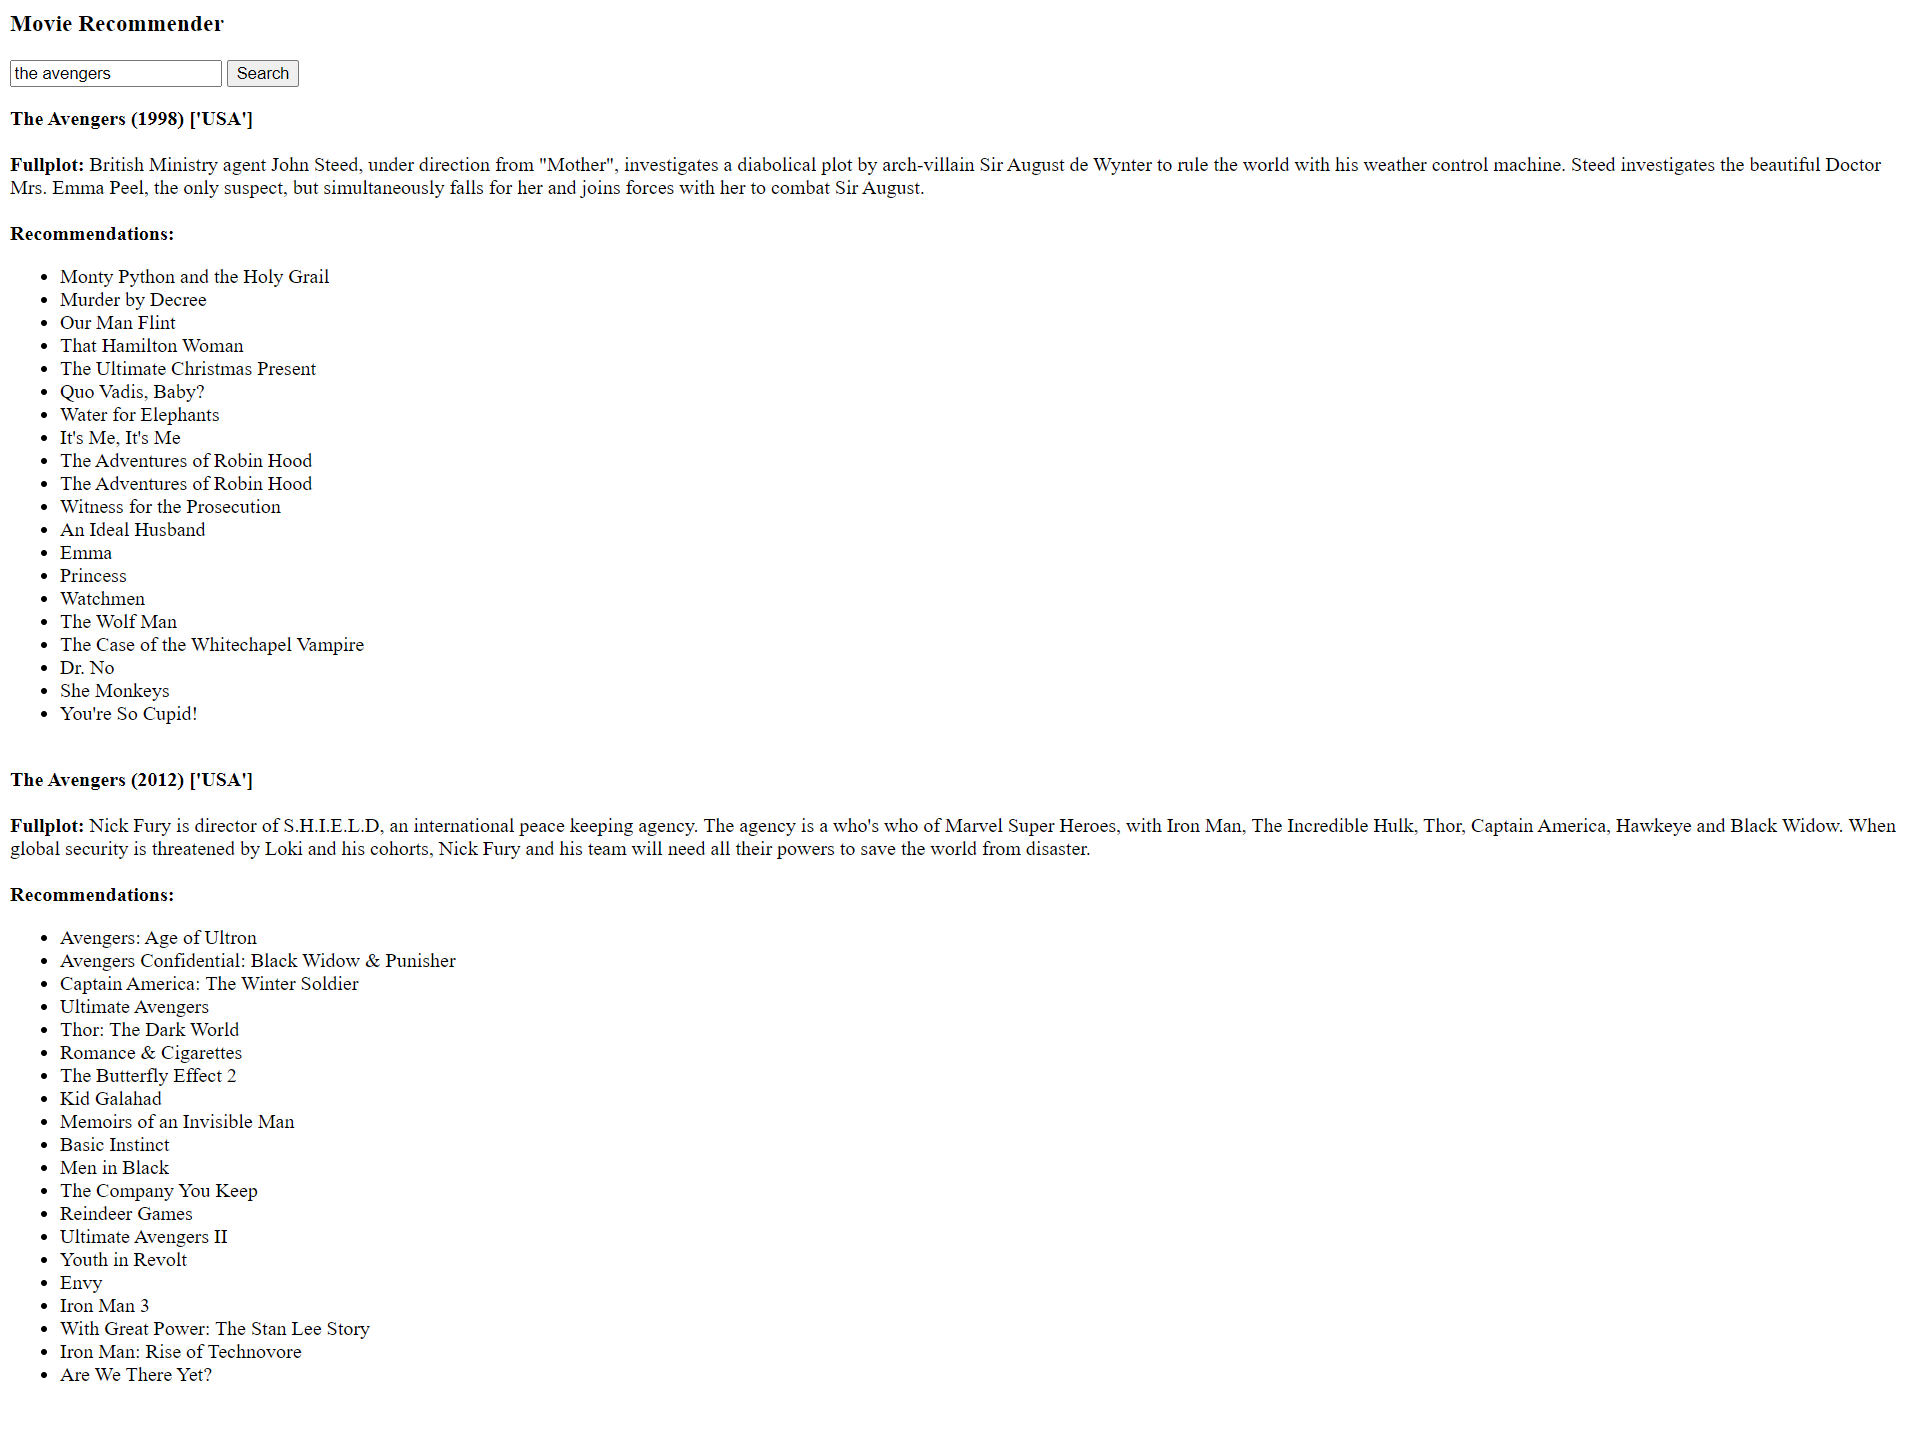 Movie Recommender
the avengers Search
The Avengers (1998) ['USA']
Fullplot: British Ministry agent John Steed, under direction from "Mother", investigates a diabolical plot by arch-villain Sir August de Wynter to rule the world with his weather control machine. Steed investigates the beautiful Doctor
Mrs. Emma Peel, the only suspect, but simultaneously falls for her and joins forces with her to combat Sir August.
Recommendations:
• Monty Python and the Holy Grail
• Murder by Decree
• Our Man Flint
• That Hamilton Woman
• The Ultimate Christmas Present
• Quo Vadis, Baby?
• Water for Elephants
• It's Me, It's Me
• The Adventures of Robin Hood
• The Adventures of Robin Hood
• Witness for the Prosecution
• An Ideal Husband
• Emma
• Princess
• Watchmen
• The Wolf Man
• The Case of the Whitechapel Vampire
• Dr. No
• She Monkeys
• You're So Cupid!
The Avengers (2012) ['USA']
Fullplot: Nick Fury is director of S.H.I.E.L.D, an international peace keeping agency. The agency is a who's who of Marvel Super Heroes, with Iron Man, The Incredible Hulk, Thor, Captain America, Hawkeye and Black Widow. When
global security is threatened by Loki and his cohorts, Nick Fury and his team will need all their powers to save the world from disaster.
Recommendations:
• Avengers: Age of Ultron
• Avengers Confidential: Black Widow & Punisher
• Captain America: The Winter Soldier
• Ultimate Avengers
• Thor: The Dark World
• Romance & Cigarettes
• The Butterfly Effect 2
• Kid Galahad
• Memoirs of an Invisible Man
• Basic Instinct
• Men in Black
• The Company You Keep
• Reindeer Games
• Ultimate Avengers II
• Youth in Revolt
• Envy
• Iron Man 3
• With Great Power: The Stan Lee Story
• Iron Man: Rise of Technovore
• Are We There Yet?